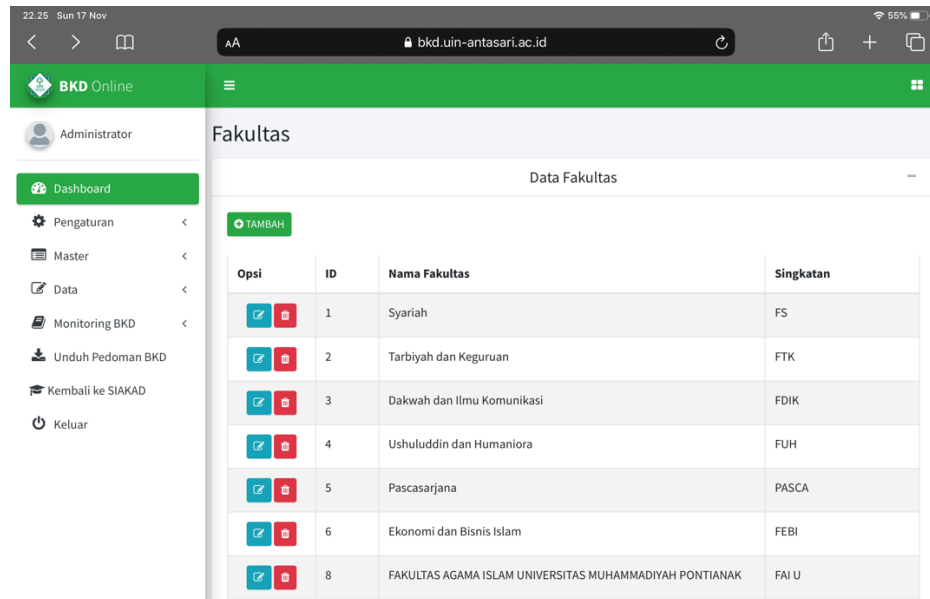 22.25 Sun 17 Nov
55%
AA
bkd.uin-antasari.ac.id
BKD Online
Administrator
Fakultas
Dashboard
Pengaturan
Master
Data
Monitoring BKD
Unduh Pedoman BKD
Kembali ke SIAKAD
Keluar
Data Fakultas
TAMBAH
Opsi ID Nama Fakultas Singkatan
1 Syariah FS
2 Tarbiyah dan Keguruan FTK
3 Dakwah dan Ilmu Komunikasi FDIK
4 Ushuluddin dan Humaniora FUH
5 Pascasarjana PASCA
6 Ekonomi dan Bisnis Islam FEBI
8 FAKULTAS AGAMA ISLAM UNIVERSITAS MUHAMMADIYAH PONTIANAK FAI U